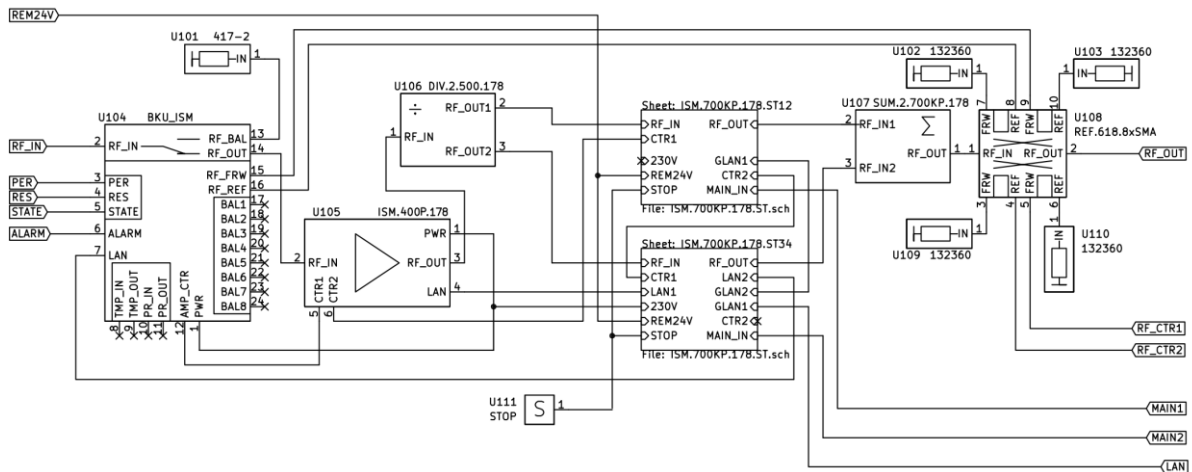 REM24V
U101 417-2
IN 1
U104 BKU_ISM
RF_IN 2 RF_IN
RF_BAL 13
RF_OUT 14
RF_FRW 15
RF_REF 16
PER 3 PER
RES 4 RES
STATE 5 STATE
ALARM 6 ALARM
7 LAN
BAL1 17
BAL2 18
BAL3 19
BAL4 20
BAL5 21
BAL6 22
BAL7 23
BAL8 24
TMP_IN 8
TMP_OUT 9
PR_IN 10
PR_OUT 11
AMP_CTR 12
PWR 1
U106 DIV.2.500.178
÷
RF_OUT1 2
1 RF_IN
RF_OUT2 3
U105 ISM.400P.178
PWR 1
2 RF_IN
RF_OUT 3
LAN 4
CTR1 5
CTR2 6
Sheet: ISM.700KP.178.ST12
RF_IN RF_OUT
CTR1
230V GLAN1
REM24V CTR2
STOP MAIN_IN
File: ISM.700KP.178.ST.sch
Sheet: ISM.700KP.178.ST34
RF_IN RF_OUT
CTR1 LAN2
LAN1 GLAN2
230V GLAN1
REM24V CTR2
STOP MAIN_IN
File: ISM.700KP.178.ST.sch
U111
STOP
S 1
U107 SUM.2.700KP.178
Σ
2 RF_IN1
RF_OUT 1
3 RF_IN2
U102 132360
IN 1
U103 132360
1 IN
7 8 9 10
FRW REF FRW REF
U108
REF.618.8xSMA
1 RF_IN RF_OUT 2
FRW REF FRW REF
3 4 5 6
RF_OUT
IN 1
U109 132360
1 IN
U110
132360
RF_CTR1
RF_CTR2
MAIN1
MAIN2
LAN